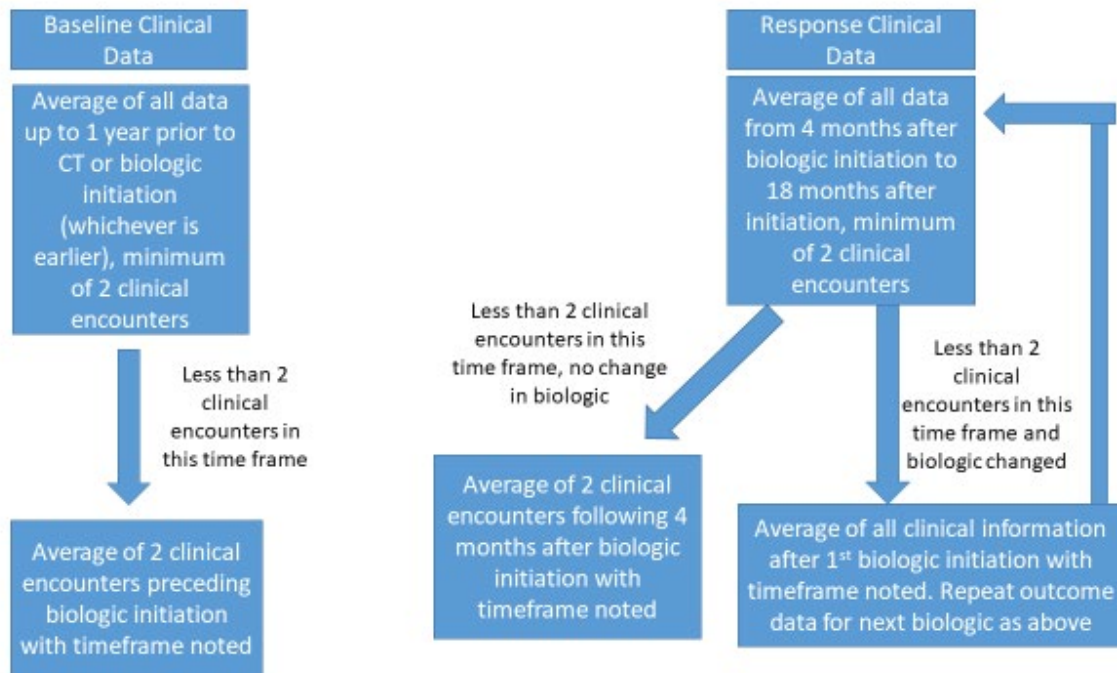 Baseline Clinical
Data
Average of all data
up to 1 year prior to
CT or biologic
initiation
(whichever is
earlier), minimum
of 2 clinical
encounters
Less than 2
clinical
encounters in
this time frame
Average of 2 clinical
encounters preceding
biologic initiation
with timeframe noted
Response Clinical
Data
Average of all data
from 4 months after
biologic initiation to
18 months after
initiation, minimum
of 2 clinical
encounters
Less than 2 clinical
encounters in this
time frame, no change
in biologic
Less than 2
clinical
encounters in this
time frame and
biologic changed
Average of 2 clinical
encounters following 4
months after biologic
initiation with
timeframe noted
Average of all clinical information
after 1st biologic initiation with
timeframe noted. Repeat outcome
data for next biologic as above